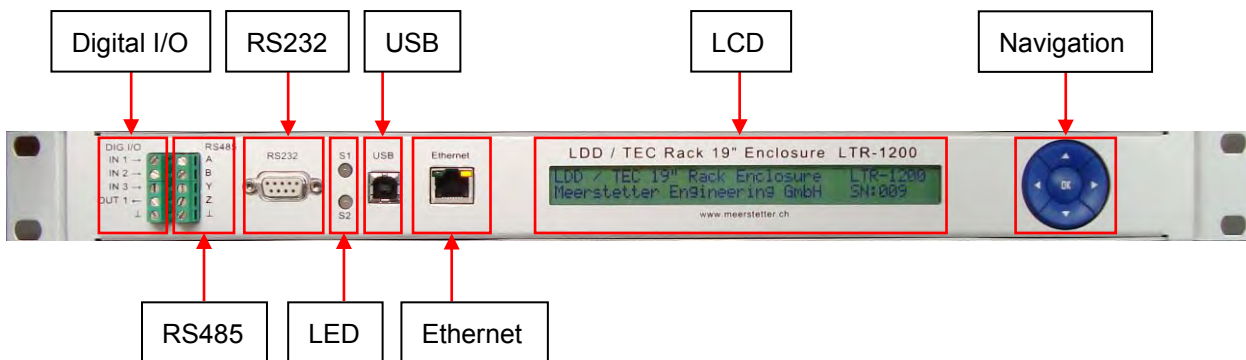 Digital I/O
RS232
USB
LCD
Navigation
DIG I/O
IN 1 →
IN 2 →
IN 3 →
OUT 1 ←
⊥
RS485
A
B
Y
Z
⊥
RS232
S1
S2
USB
Ethernet
LDD / TEC Rack 19" Enclosure LTR-1200
LDD / TEC 19" Rack Enclosure LTR-1200
Meerstetter Engineering GmbH SN:009
www.meerstetter.ch
OK
RS485
LED
Ethernet